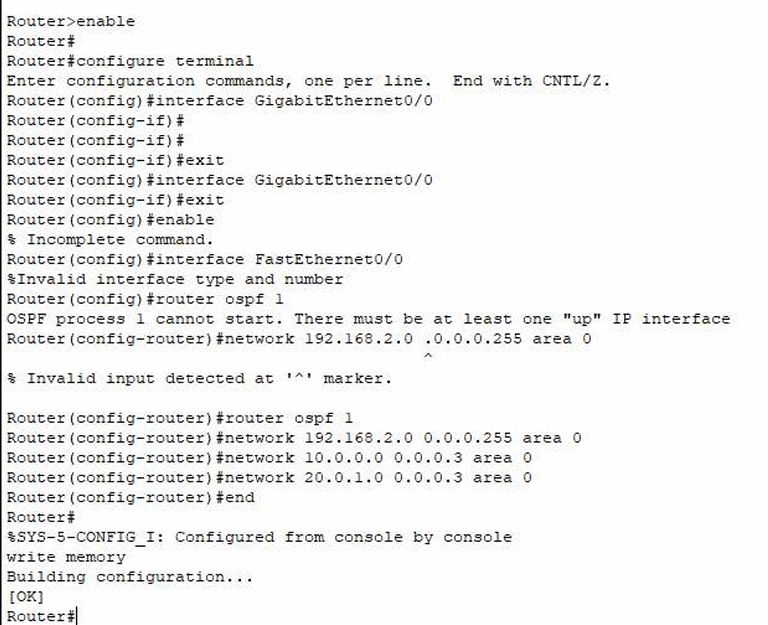 Router>enable
Router#
Router#configure terminal
Enter configuration commands, one per line.  End with CNTL/Z.
Router(config)#interface GigabitEthernet0/0
Router(config-if)#
Router(config-if)#
Router(config-if)#exit
Router(config)#interface GigabitEthernet0/0
Router(config-if)#exit
Router(config)#enable
% Incomplete command.
Router(config)#interface FastEthernet0/0
%Invalid interface type and number
Router(config)#router ospf 1
OSPF process 1 cannot start. There must be at least one "up" IP interface
Router(config-router)#network 192.168.2.0 .0.0.0.255 area 0
^
% Invalid input detected at '^' marker.
Router(config-router)#router ospf 1
Router(config-router)#network 192.168.2.0 0.0.0.255 area 0
Router(config-router)#network 10.0.0.0 0.0.0.3 area 0
Router(config-router)#network 20.0.1.0 0.0.0.3 area 0
Router(config-router)#end
Router#
%SYS-5-CONFIG_I: Configured from console by console
write memory
Building configuration...
[OK]
Router#